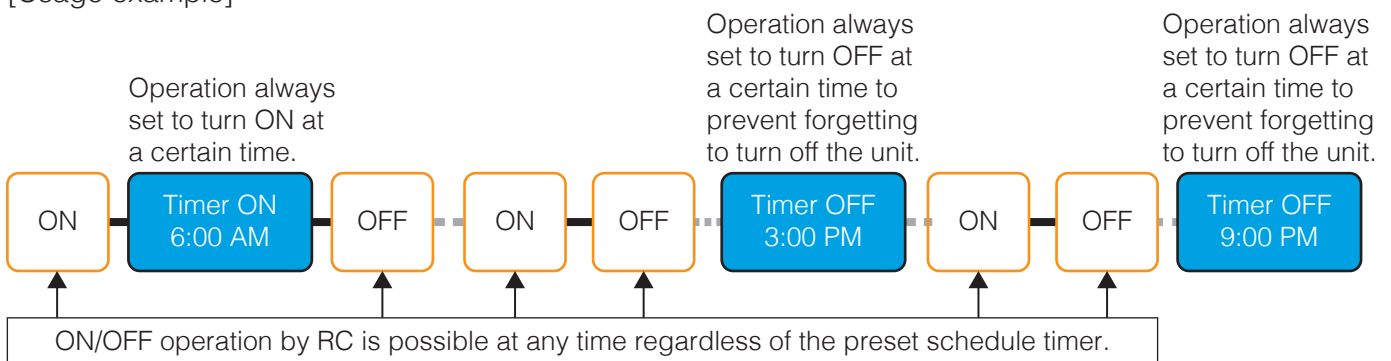 [Usage example]
Operation always
set to turn ON at
a certain time.
Operation always
set to turn OFF at
a certain time to
prevent forgetting
to turn off the unit.
Operation always
set to turn OFF at
a certain time to
prevent forgetting
to turn off the unit.
ON
Timer ON
6:00 AM
OFF
ON
OFF
Timer OFF
3:00 PM
ON
OFF
Timer OFF
9:00 PM
ON/OFF operation by RC is possible at any time regardless of the preset schedule timer.